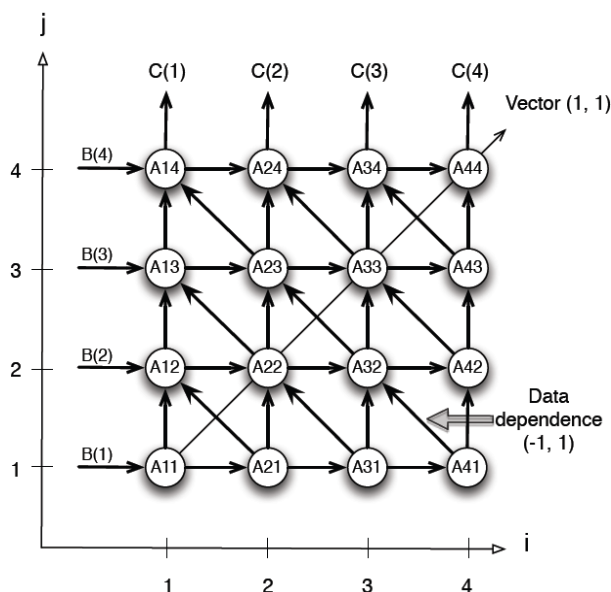 j
C(1) C(2) C(3) C(4)
Vector (1, 1)
B(4)
4 A14 A24 A34 A44
B(3)
3 A13 A23 A33 A43
B(2)
2 A12 A22 A32 A42
Data
dependence
(-1, 1)
B(1)
1 A11 A21 A31 A41
i
1 2 3 4